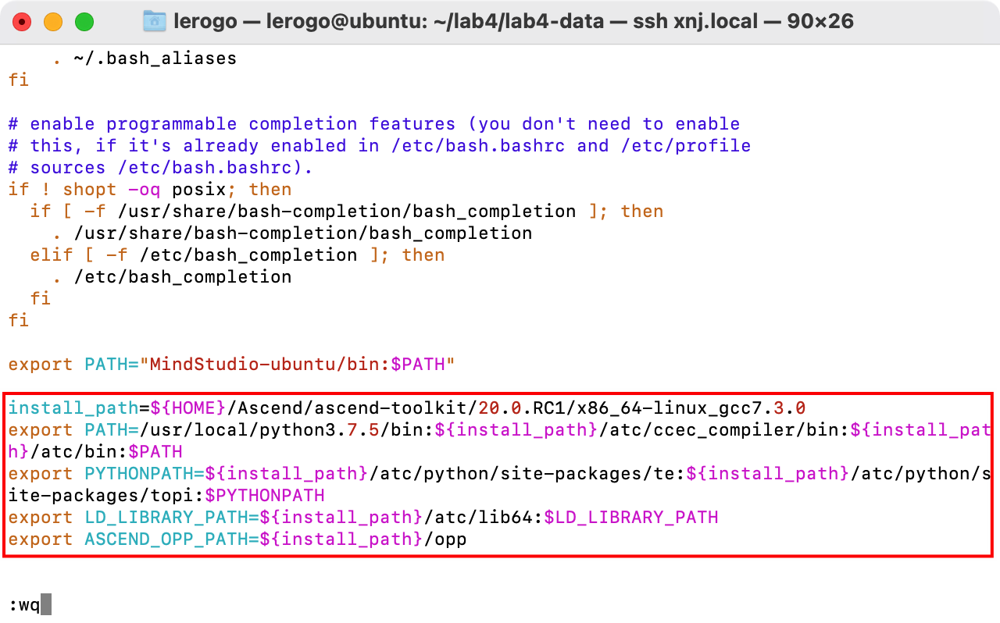 lerogo — lerogo@ubuntu: ~/lab4/lab4-data — ssh xnj.local — 90×26
    . ~/.bash_aliases
fi

# enable programmable completion features (you don't need to enable
# this, if it's already enabled in /etc/bash.bashrc and /etc/profile
# sources /etc/bash.bashrc).
if ! shopt -oq posix; then
  if [ -f /usr/share/bash-completion/bash_completion ]; then
    . /usr/share/bash-completion/bash_completion
  elif [ -f /etc/bash_completion ]; then
    . /etc/bash_completion
  fi
fi

export PATH="MindStudio-ubuntu/bin:$PATH"

install_path=${HOME}/Ascend/ascend-toolkit/20.0.RC1/x86_64-linux_gcc7.3.0
export PATH=/usr/local/python3.7.5/bin:${install_path}/atc/ccec_compiler/bin:${install_pat
h}/atc/bin:$PATH
export PYTHONPATH=${install_path}/atc/python/site-packages/te:${install_path}/atc/python/s
ite-packages/topi:$PYTHONPATH
export LD_LIBRARY_PATH=${install_path}/atc/lib64:$LD_LIBRARY_PATH
export ASCEND_OPP_PATH=${install_path}/opp

:wq